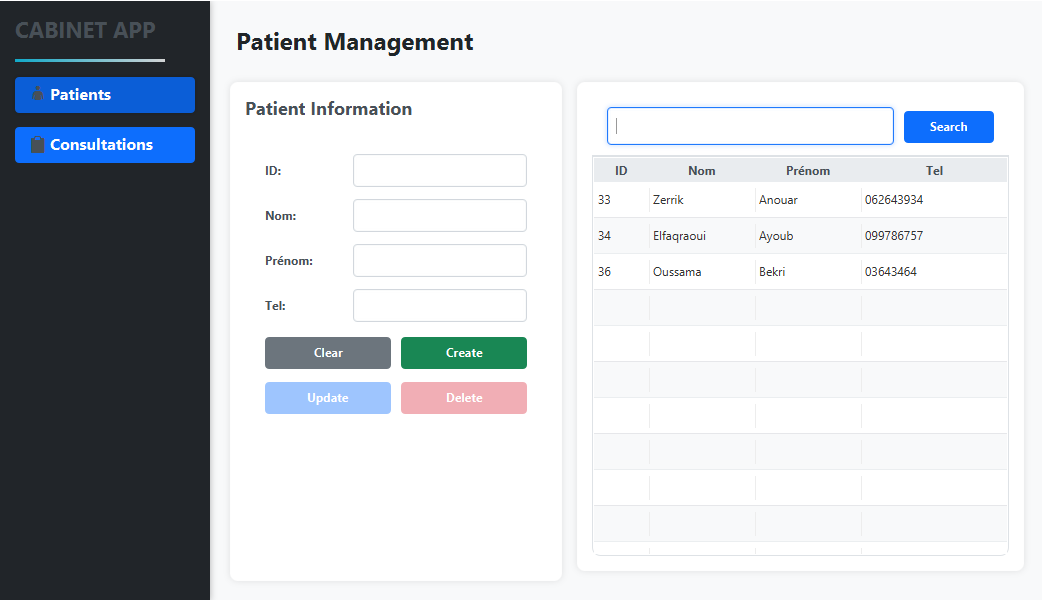 CABINET APP
Patients
Consultations
Patient Management
Patient Information
ID:
Nom:
Prénom:
Tel:
Clear Create
Update Delete
Search
ID Nom Prénom Tel
33 Zerrik Anouar 062643934
34 Elfaqraoui Ayoub 099786757
36 Oussama Bekri 03643464